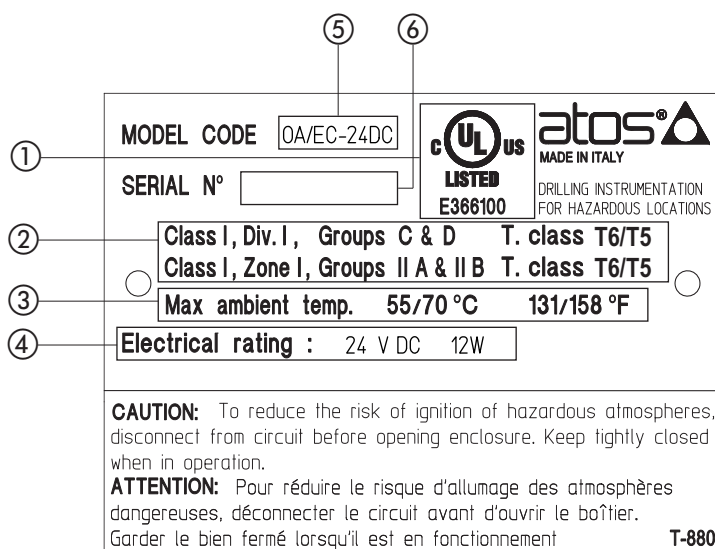 ⑤ ⑥
① ② ③ ④
MODEL CODE 0A/EC-24DC
SERIAL N°
C UL US
LISTED
E366100
atos®
MADE IN ITALY
DRILLING INSTRUMENTATION
FOR HAZARDOUS LOCATIONS
Class I, Div. I, Groups C & D T. class T6/T5
Class I, Zone I, Groups II A & II B T. class T6/T5
Max ambient temp. 55/70 °C 131/158 °F
Electrical rating : 24 V DC 12W
CAUTION: To reduce the risk of ignition of hazardous atmospheres,
disconnect from circuit before opening enclosure. Keep tightly closed
when in operation.
ATTENTION: Pour réduire le risque d'allumage des atmosphères
dangereuses, déconnecter le circuit avant d'ouvrir le boîtier.
Garder le bien fermé lorsqu'il est en fonctionnement T-880